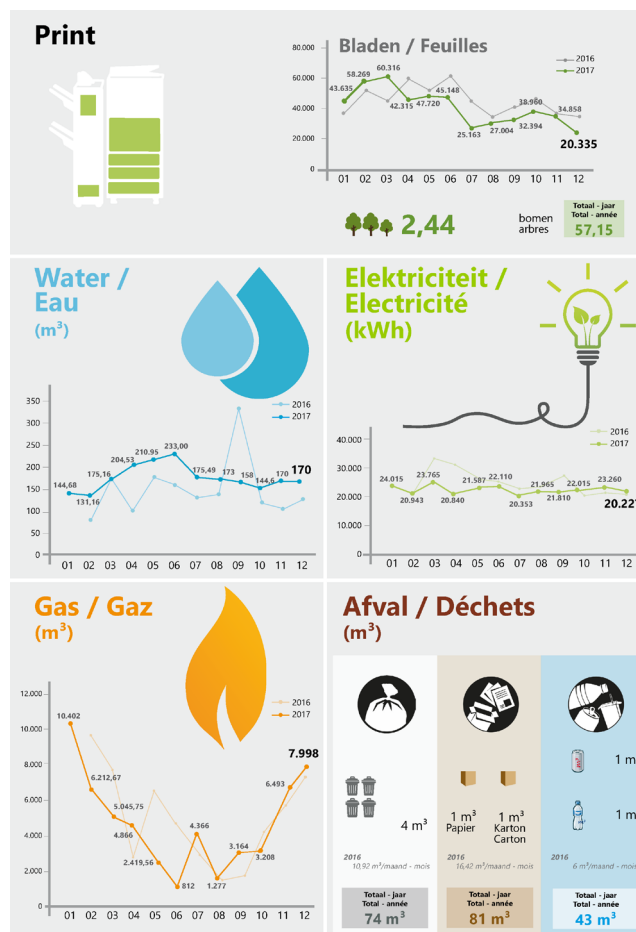 Print
Bladen / Feuilles
80.000
60.000
40.000
20.000
0
2016
2017
43.635
58.269
60.316
42.315
47.720
45.148
25.163
27.004
32.394
38.960
34.858
20.335
01 02 03 04 05 06 07 08 09 10 11 12
2,44
bomen
arbres
Totaal - jaar
Total - année
57,15
Water /
Eau
(m³)
350
300
250
200
150
100
50
0
2016
2017
144,68
131,16
175,16
204,53
210,95
233,00
175,49
173
158
144,6
170
170
01 02 03 04 05 06 07 08 09 10 11 12
Elektriciteit /
Electricité
(kWh)
40.000
30.000
20.000
10.000
0
2016
2017
24.015
20.943
23.765
20.840
21.587
22.110
20.353
21.965
21.810
22.015
23.260
20.227
01 02 03 04 05 06 07 08 09 10 11 12
Gas / Gaz
(m³)
12.000
10.000
8.000
6.000
4.000
2.000
0
2016
2017
10.402
6.212,67
5.045,75
4.866
2.419,56
812
4.366
1.277
3.164
3.208
6.493
7.998
01 02 03 04 05 06 07 08 09 10 11 12
Afval / Déchets
(m³)
4 m³
2016
10,92 m³/maand - mois
Totaal - jaar
Total - année
74 m³
1 m³
Papier
1 m³
Karton
Carton
2016
16,42 m³/maand - mois
Totaal - jaar
Total - année
81 m³
1 m
1 m
2016
6 m³/maand - mois
Totaal - jaar
Total - année
43 m³